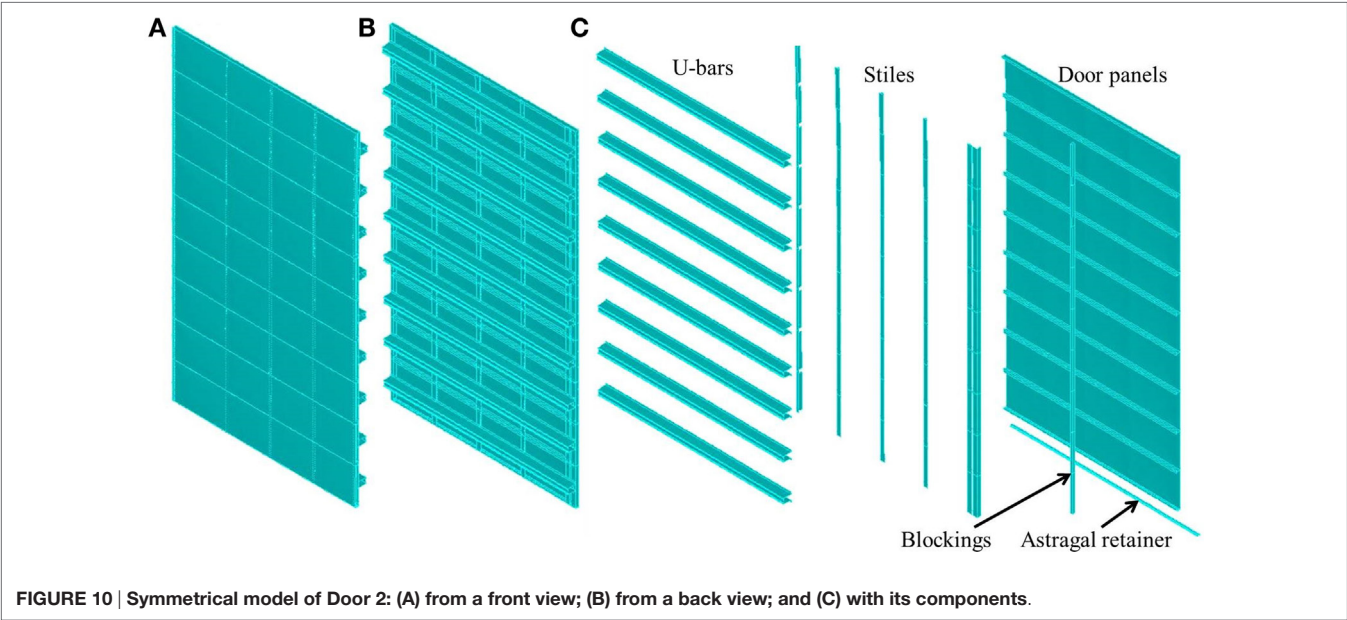 A
B
C
U-bars
Stiles
Door panels
Blockings
Astragal retainer
FIGURE 10 | Symmetrical model of Door 2: (A) from a front view; (B) from a back view; and (C) with its components.